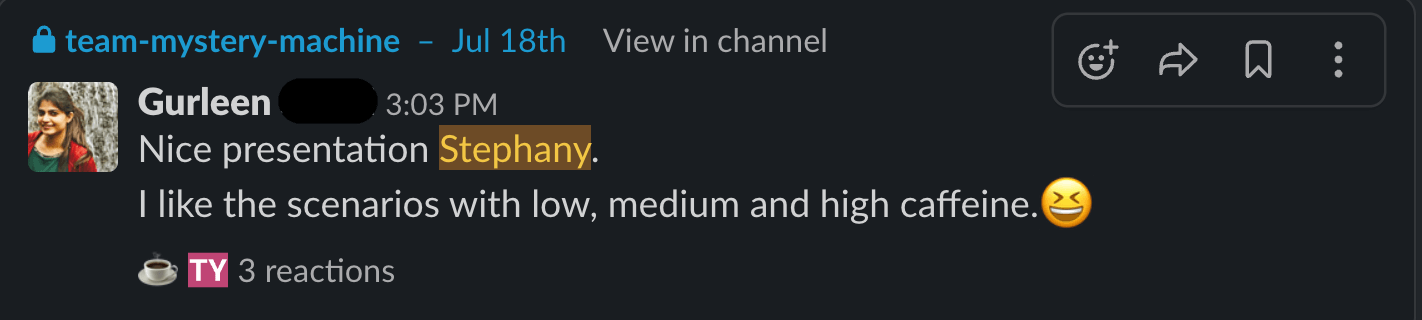 team-mystery-machine – Jul 18th View in channel
Gurleen 3:03 PM
Nice presentation Stephany.
I like the scenarios with low, medium and high caffeine.😆
☕ TY 3 reactions